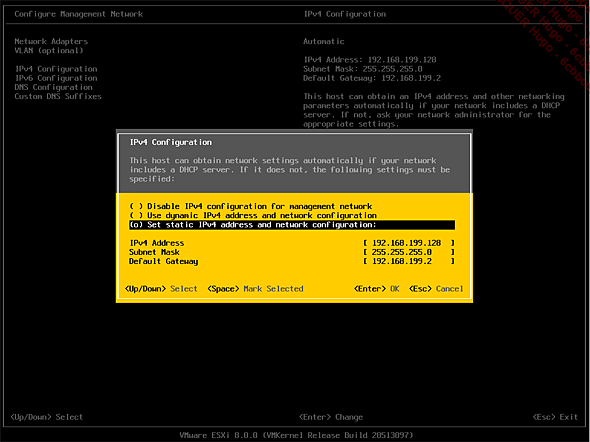 Configure Management Network
IPv4 Configuration
Network Adapters
VLAN (optional)
IPv4 Configuration
IPv6 Configuration
DNS Configuration
Custom DNS Suffixes
Automatic
IPv4 Address: 192.168.199.128
Subnet Mask: 255.255.255.0
Default Gateway: 192.168.199.2
This host can obtain an IPv4 address and other networking
parameters automatically if your network includes a DHCP
server. If not, ask your network administrator for the
appropriate settings.
IPv4 Configuration
This host can obtain network settings automatically if your network
includes a DHCP server. If it does not, the following settings must be
specified:
( ) Disable IPv4 configuration for management network
( ) Use dynamic IPv4 address and network configuration
(o) Set static IPv4 address and network configuration:
IPv4 Address [ 192.168.199.128 ]
Subnet Mask [ 255.255.255.0 ]
Default Gateway [ 192.168.199.2 ]
<Up/Down> Select <Space> Mark Selected <Enter> OK <Esc> Cancel
<Up/Down> Select <Enter> Change <Esc> Exit
VMware ESXi 8.0.0 (VMKernel Release Build 20513097)